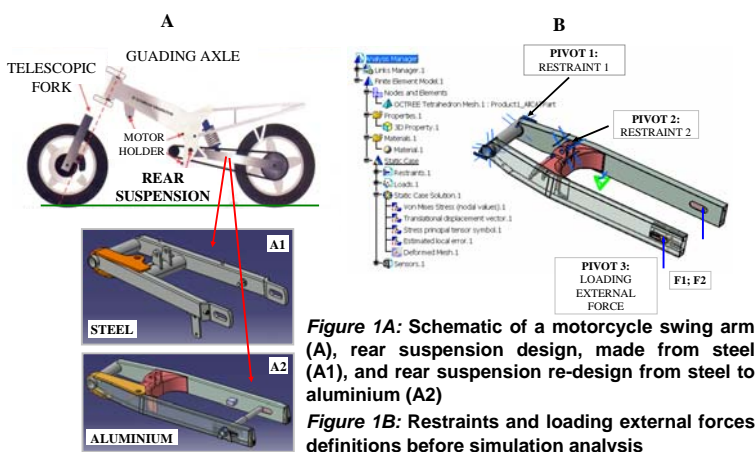 A
B
GUADING AXLE
TELESCOPIC
FORK
MOTOR
HOLDER
REAR
SUSPENSION
A1
STEEL
A2
ALUMINIUM
Analysis Manager
Links Manager.1
Finite Element Model.1
Nodes and Elements
OCTREE Tetrahedron Mesh.1 : Product1_AllCATPart
Properties.1
3D Property.1
Materials.1
Material.1
Static Case
Restraints.1
Loads.1
Static Case Solution.1
Von Mises Stress (nodal values).1
Translational displacement vector.1
Stress principal tensor symbol.1
Estimated local error.1
Deformed Mesh.1
Sensors.1
PIVOT 1:
RESTRAINT 1
PIVOT 2:
RESTRAINT 2
PIVOT 3:
LOADING
EXTERNAL
FORCE
F1; F2
Figure 1A: Schematic of a motorcycle swing arm
(A), rear suspension design, made from steel
(A1), and rear suspension re-design from steel to
aluminium (A2)
Figure 1B: Restraints and loading external forces
definitions before simulation analysis